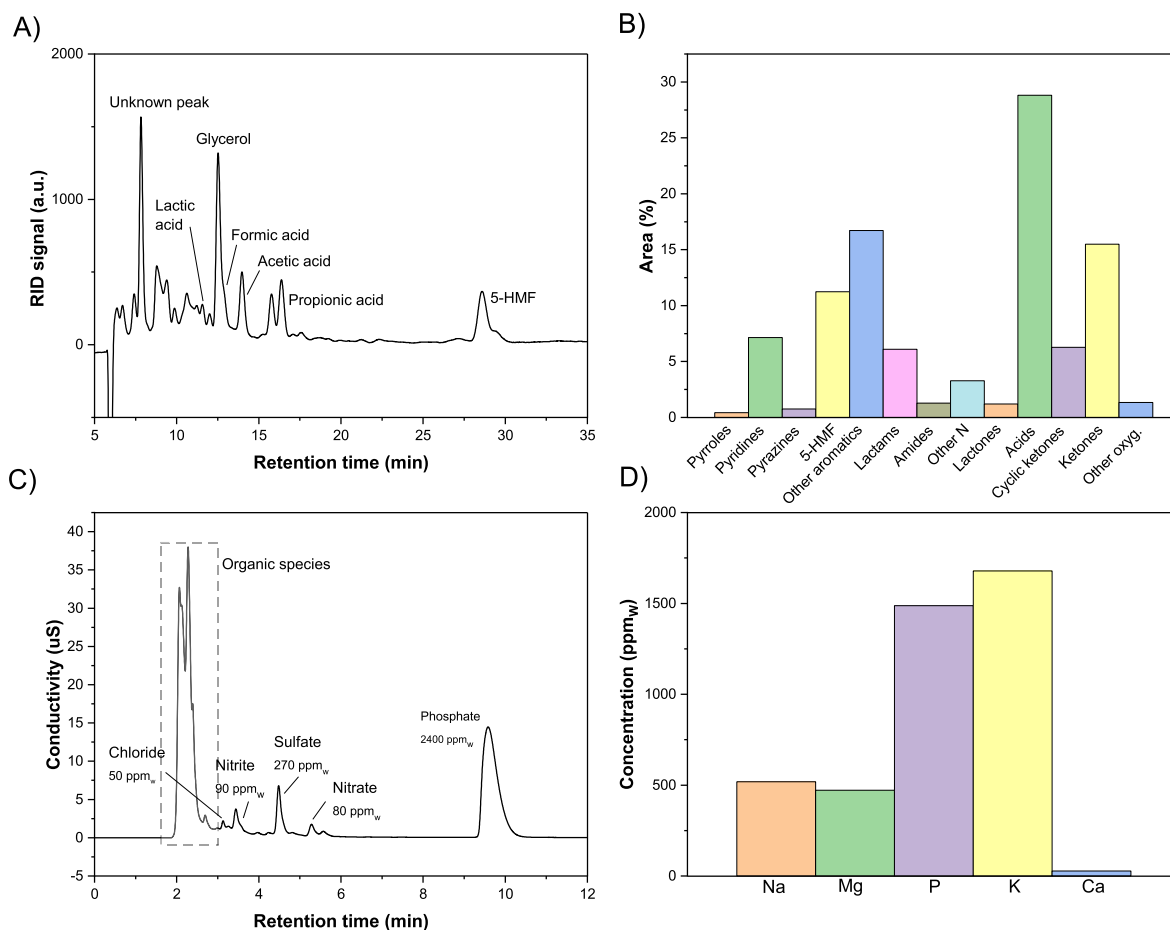 A)
2000
1000
0
RID signal (a.u.)
Unknown peak
Glycerol
Lactic
acid
Formic acid
Acetic acid
Propionic acid
5-HMF
5 10 15 20 25 30 35
Retention time (min)
B)
30
25
20
15
10
5
0
Area (%)
Pyrroles
Pyridines
Pyrazines
5-HMF
Other aromatics
Lactams
Amides
Other N
Lactones
Acids
Cyclic ketones
Ketones
Other oxyg.
C)
40
35
30
25
20
15
10
5
0
-5
Conductivity (uS)
Organic species
Chloride
50 ppmw
Nitrite
90 ppmw
Sulfate
270 ppmw
Nitrate
80 ppmw
Phosphate
2400 ppmw
0 2 4 6 8 10 12
Retention time (min)
D)
2000
1500
1000
500
0
Concentration (ppmw)
Na Mg P K Ca